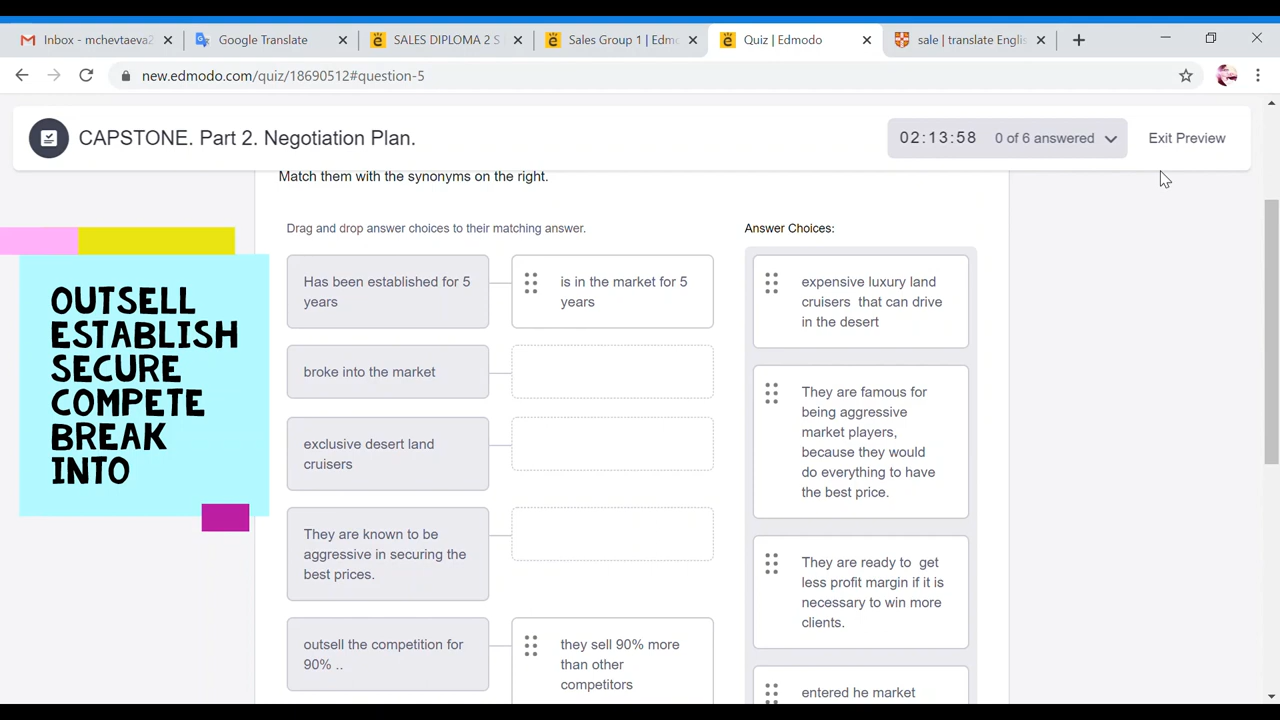 Inbox - mchevtaeva2
Google Translate
SALES DIPLOMA 2 S
Sales Group 1 | Edmo
Quiz | Edmodo
sale | translate Englis
new.edmodo.com/quiz/18690512#question-5
CAPSTONE. Part 2. Negotiation Plan.
02:13:58
0 of 6 answered
Exit Preview
Match them with the synonyms on the right.
Drag and drop answer choices to their matching answer.
Answer Choices:
OUTSELL
ESTABLISH
SECURE
COMPETE
BREAK
INTO
Has been established for 5
years
is in the market for 5
years
broke into the market
exclusive desert land
cruisers
They are known to be
aggressive in securing the
best prices.
outsell the competition for
90% ..
they sell 90% more
than other
competitors
expensive luxury land
cruisers that can drive
in the desert
They are famous for
being aggressive
market players,
because they would
do everything to have
the best price.
They are ready to get
less profit margin if it is
necessary to win more
clients.
entered he market